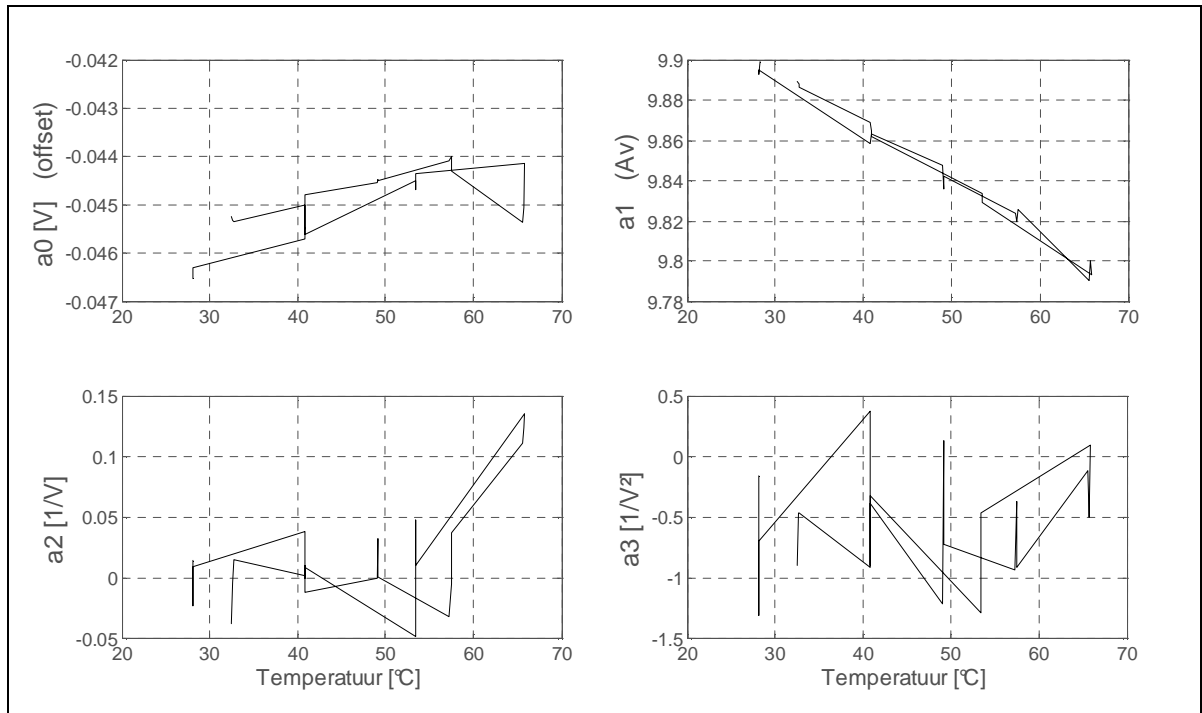 -0.042
-0.043
-0.044
-0.045
-0.046
-0.047
20 30 40 50 60 70
a0 [V] (offset)
9.9
9.88
9.86
9.84
9.82
9.8
9.78
20 30 40 50 60 70
a1 (Av)
0.15
0.1
0.05
0
-0.05
20 30 40 50 60 70
a2 [1/V]
Temperatuur [°C]
0.5
0
-0.5
-1
-1.5
20 30 40 50 60 70
a3 [1/V²]
Temperatuur [°C]